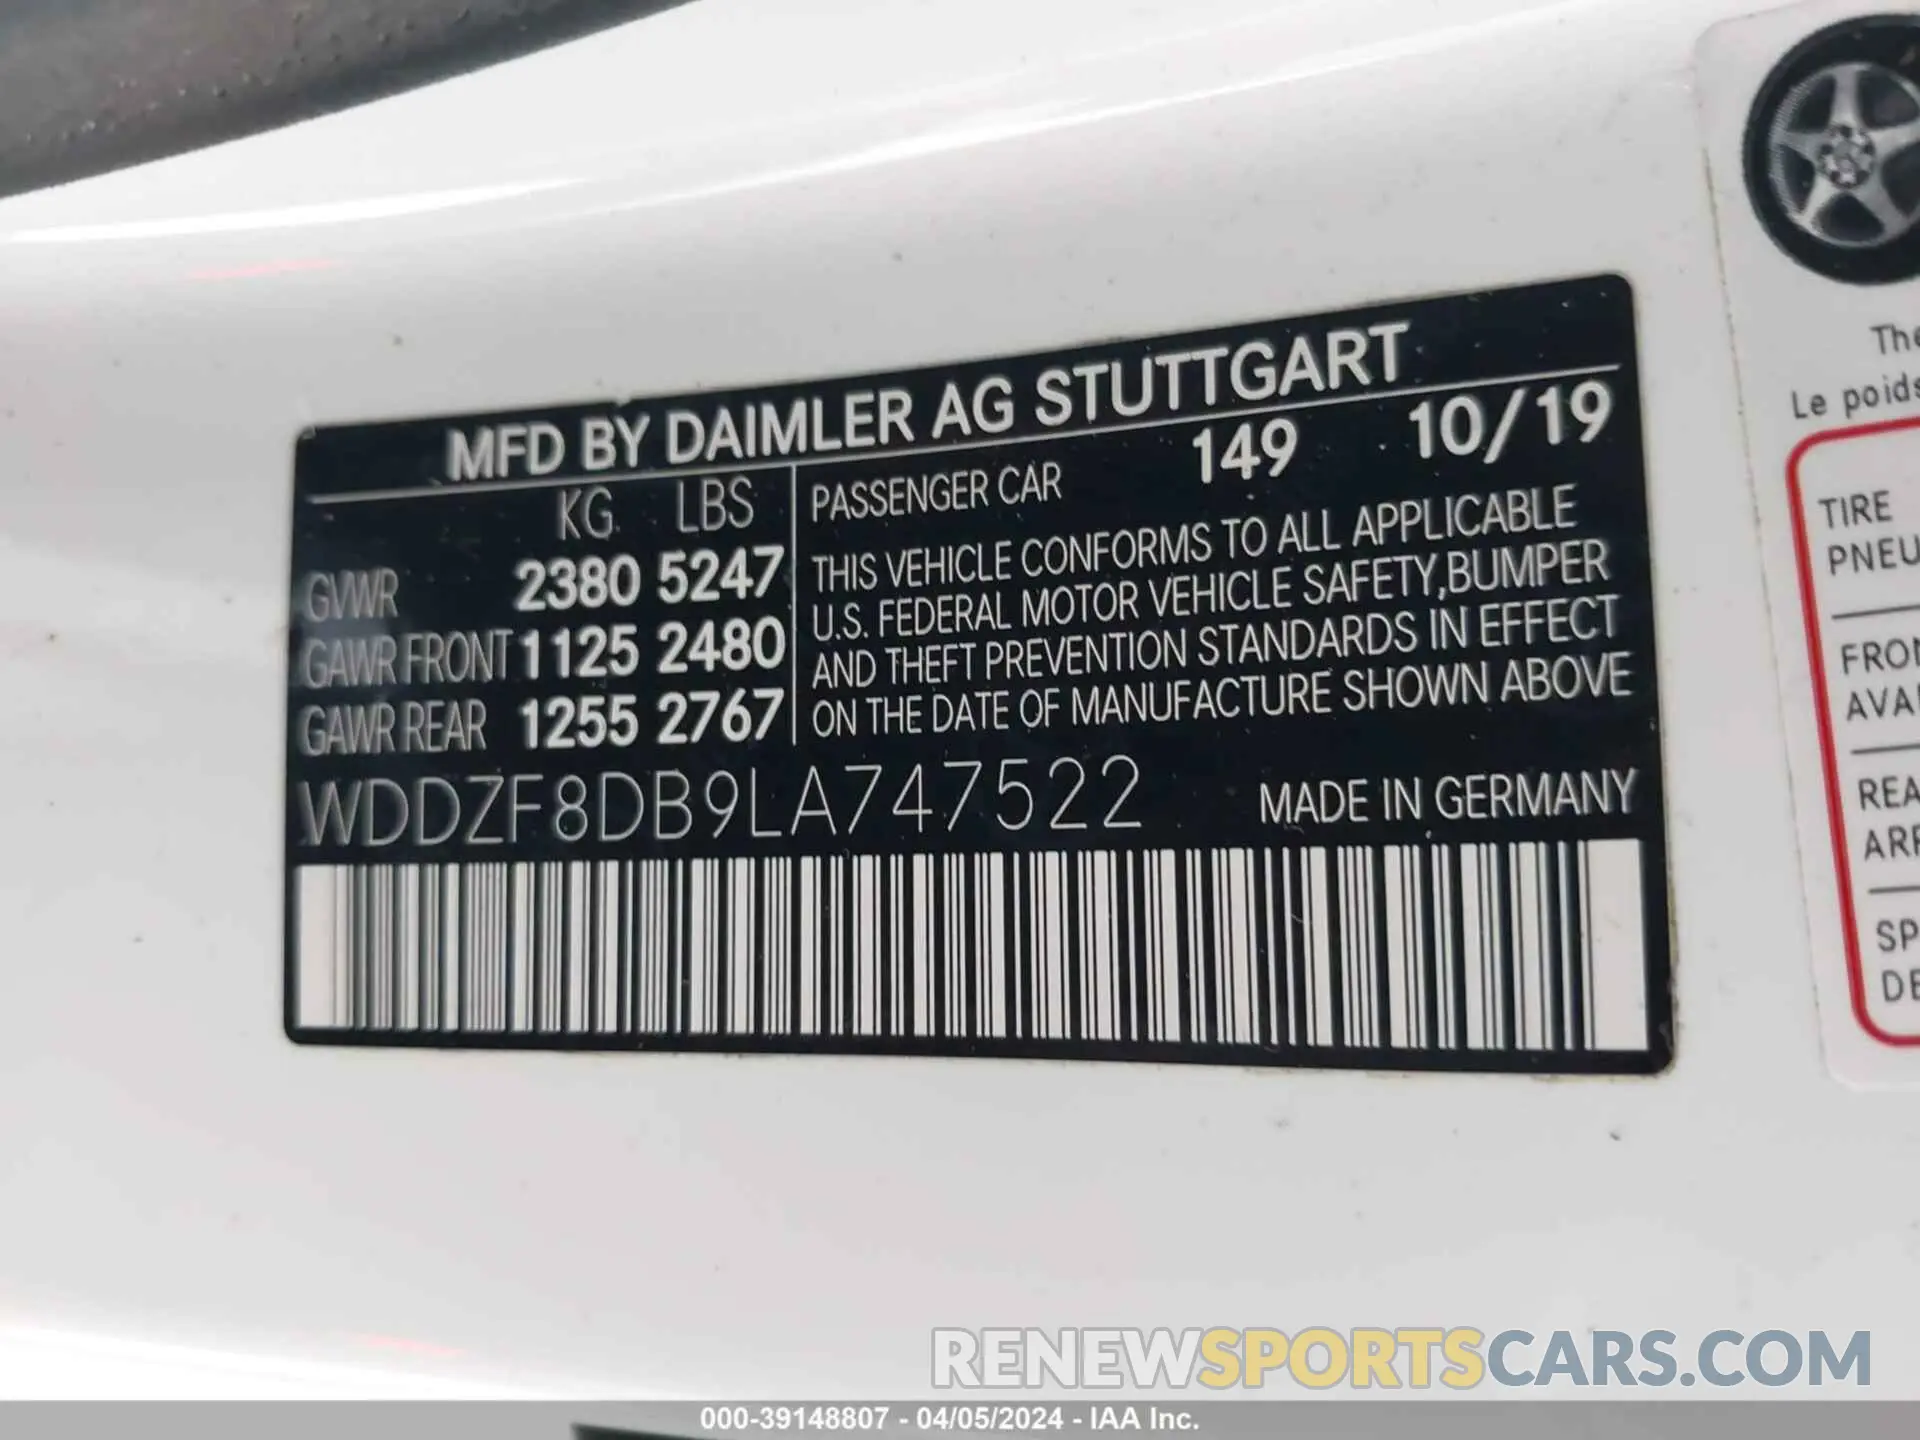 MFD BY DAIMLER AG STUTTGART
KG LBS
GVWR 2380 5247
GAWR FRONT 1125 2480
GAWR REAR 1255 2767
PASSENGER CAR 149 10/19
THIS VEHICLE CONFORMS TO ALL APPLICABLE
U.S. FEDERAL MOTOR VEHICLE SAFETY,BUMPER
AND THEFT PREVENTION STANDARDS IN EFFECT
ON THE DATE OF MANUFACTURE SHOWN ABOVE
WDDZF8DB9LA747522 MADE IN GERMANY
The
Le poids
TIRE
PNEU
RENEWSPORTSCARS.COM
000-39148807 - 04/05/2024 - IAA Inc.